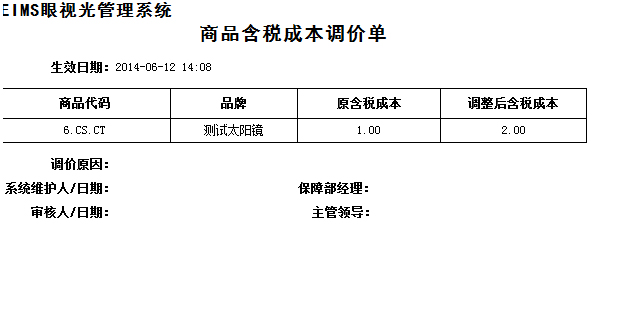 EIMS眼视光管理系统
商品含税成本调价单
生效日期：2014-06-12 14:08
商品代码 品牌 原含税成本 调整后含税成本
6.CS.CT 测试太阳镜 1.00 2.00
调价原因：
系统维护人/日期： 保障部经理：
审核人/日期： 主管领导：